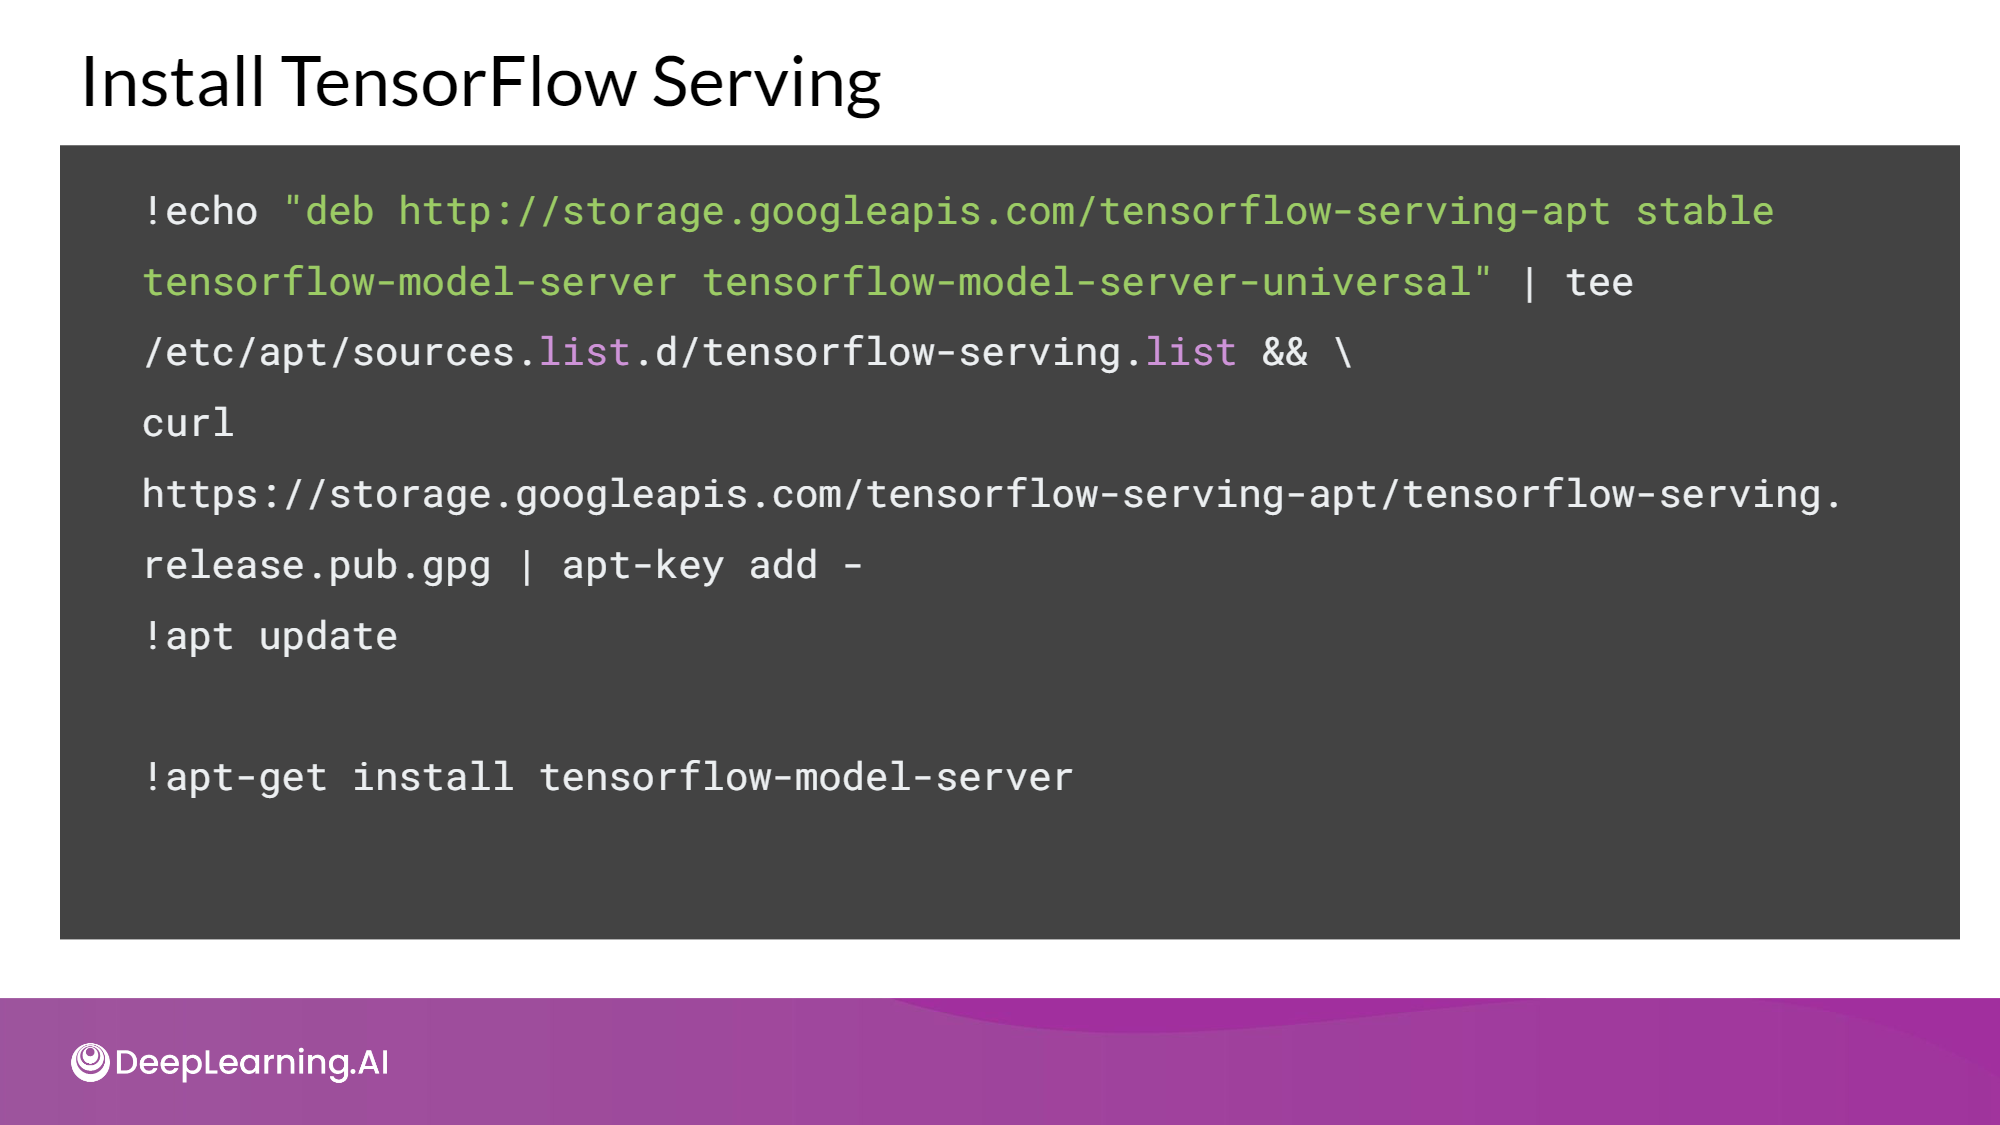 Install TensorFlow Serving
!echo "deb http://storage.googleapis.com/tensorflow-serving-apt stable
tensorflow-model-server tensorflow-model-server-universal" | tee
/etc/apt/sources.list.d/tensorflow-serving.list && \
curl
https://storage.googleapis.com/tensorflow-serving-apt/tensorflow-serving.
release.pub.gpg | apt-key add -
!apt update
!apt-get install tensorflow-model-server
DeepLearning.AI